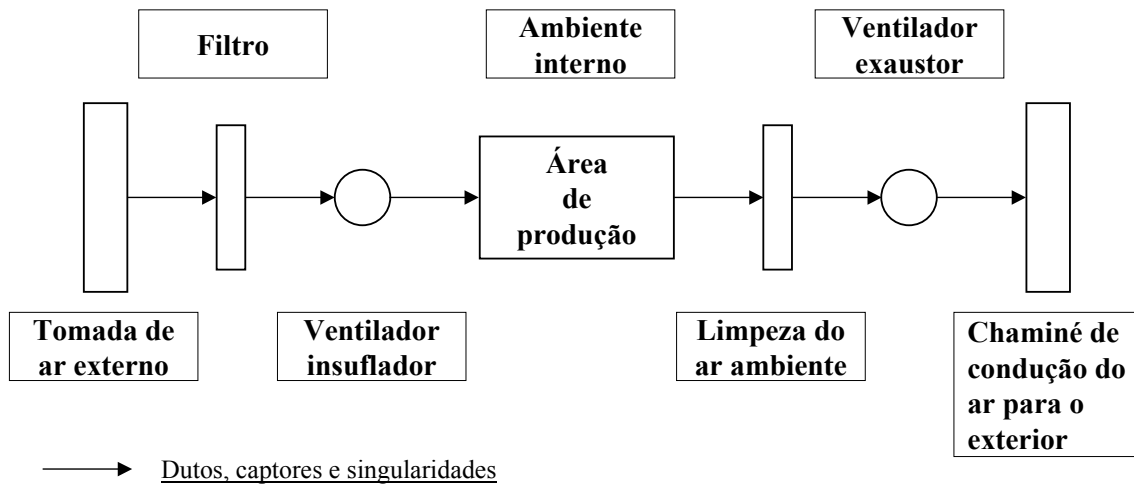 Filtro
Ambiente
interno
Ventilador
exaustor
Área
de
produção
Tomada de
ar externo
Ventilador
insuflador
Limpeza do
ar ambiente
Chaminé de
condução do
ar para o
exterior
Dutos, captores e singularidades